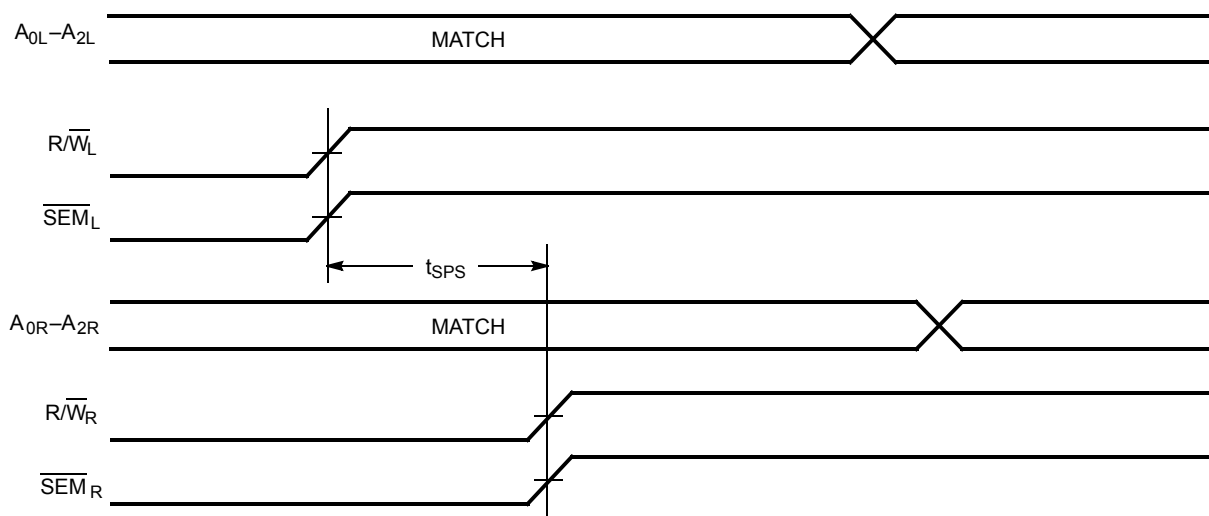 A0L–A2L
MATCH
R/W̅L
S̅E̅M̅L
tSPS
A0R–A2R
MATCH
R/W̅R
S̅E̅M̅R